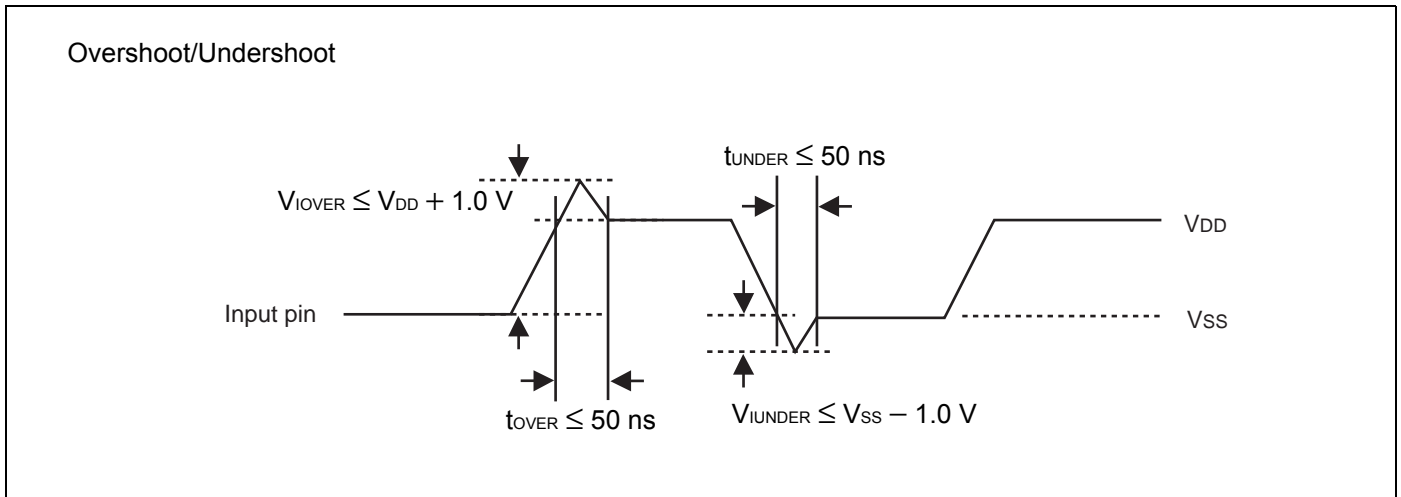 Overshoot/Undershoot
tUNDER ≤ 50 ns
VIOVER ≤ VDD + 1.0 V
VDD
Input pin
VSS
tOVER ≤ 50 ns
VIUNDER ≤ VSS − 1.0 V